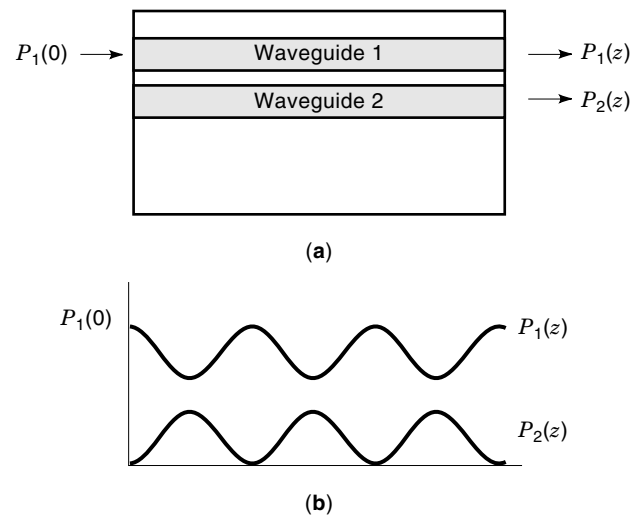 P₁(0)
Waveguide 1
P₁(z)
Waveguide 2
P₂(z)
(a)
P₁(0)
P₁(z)
P₂(z)
(b)